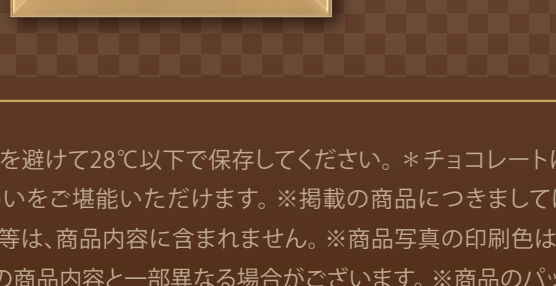 を避けて28℃以下で保存してください。＊チョコレート
いをご堪能いただけます。※掲載の商品につきまして
等は、商品内容に含まれません。※商品写真の印刷色は
の商品内容と一部異なる場合がございます。※商品のパッ